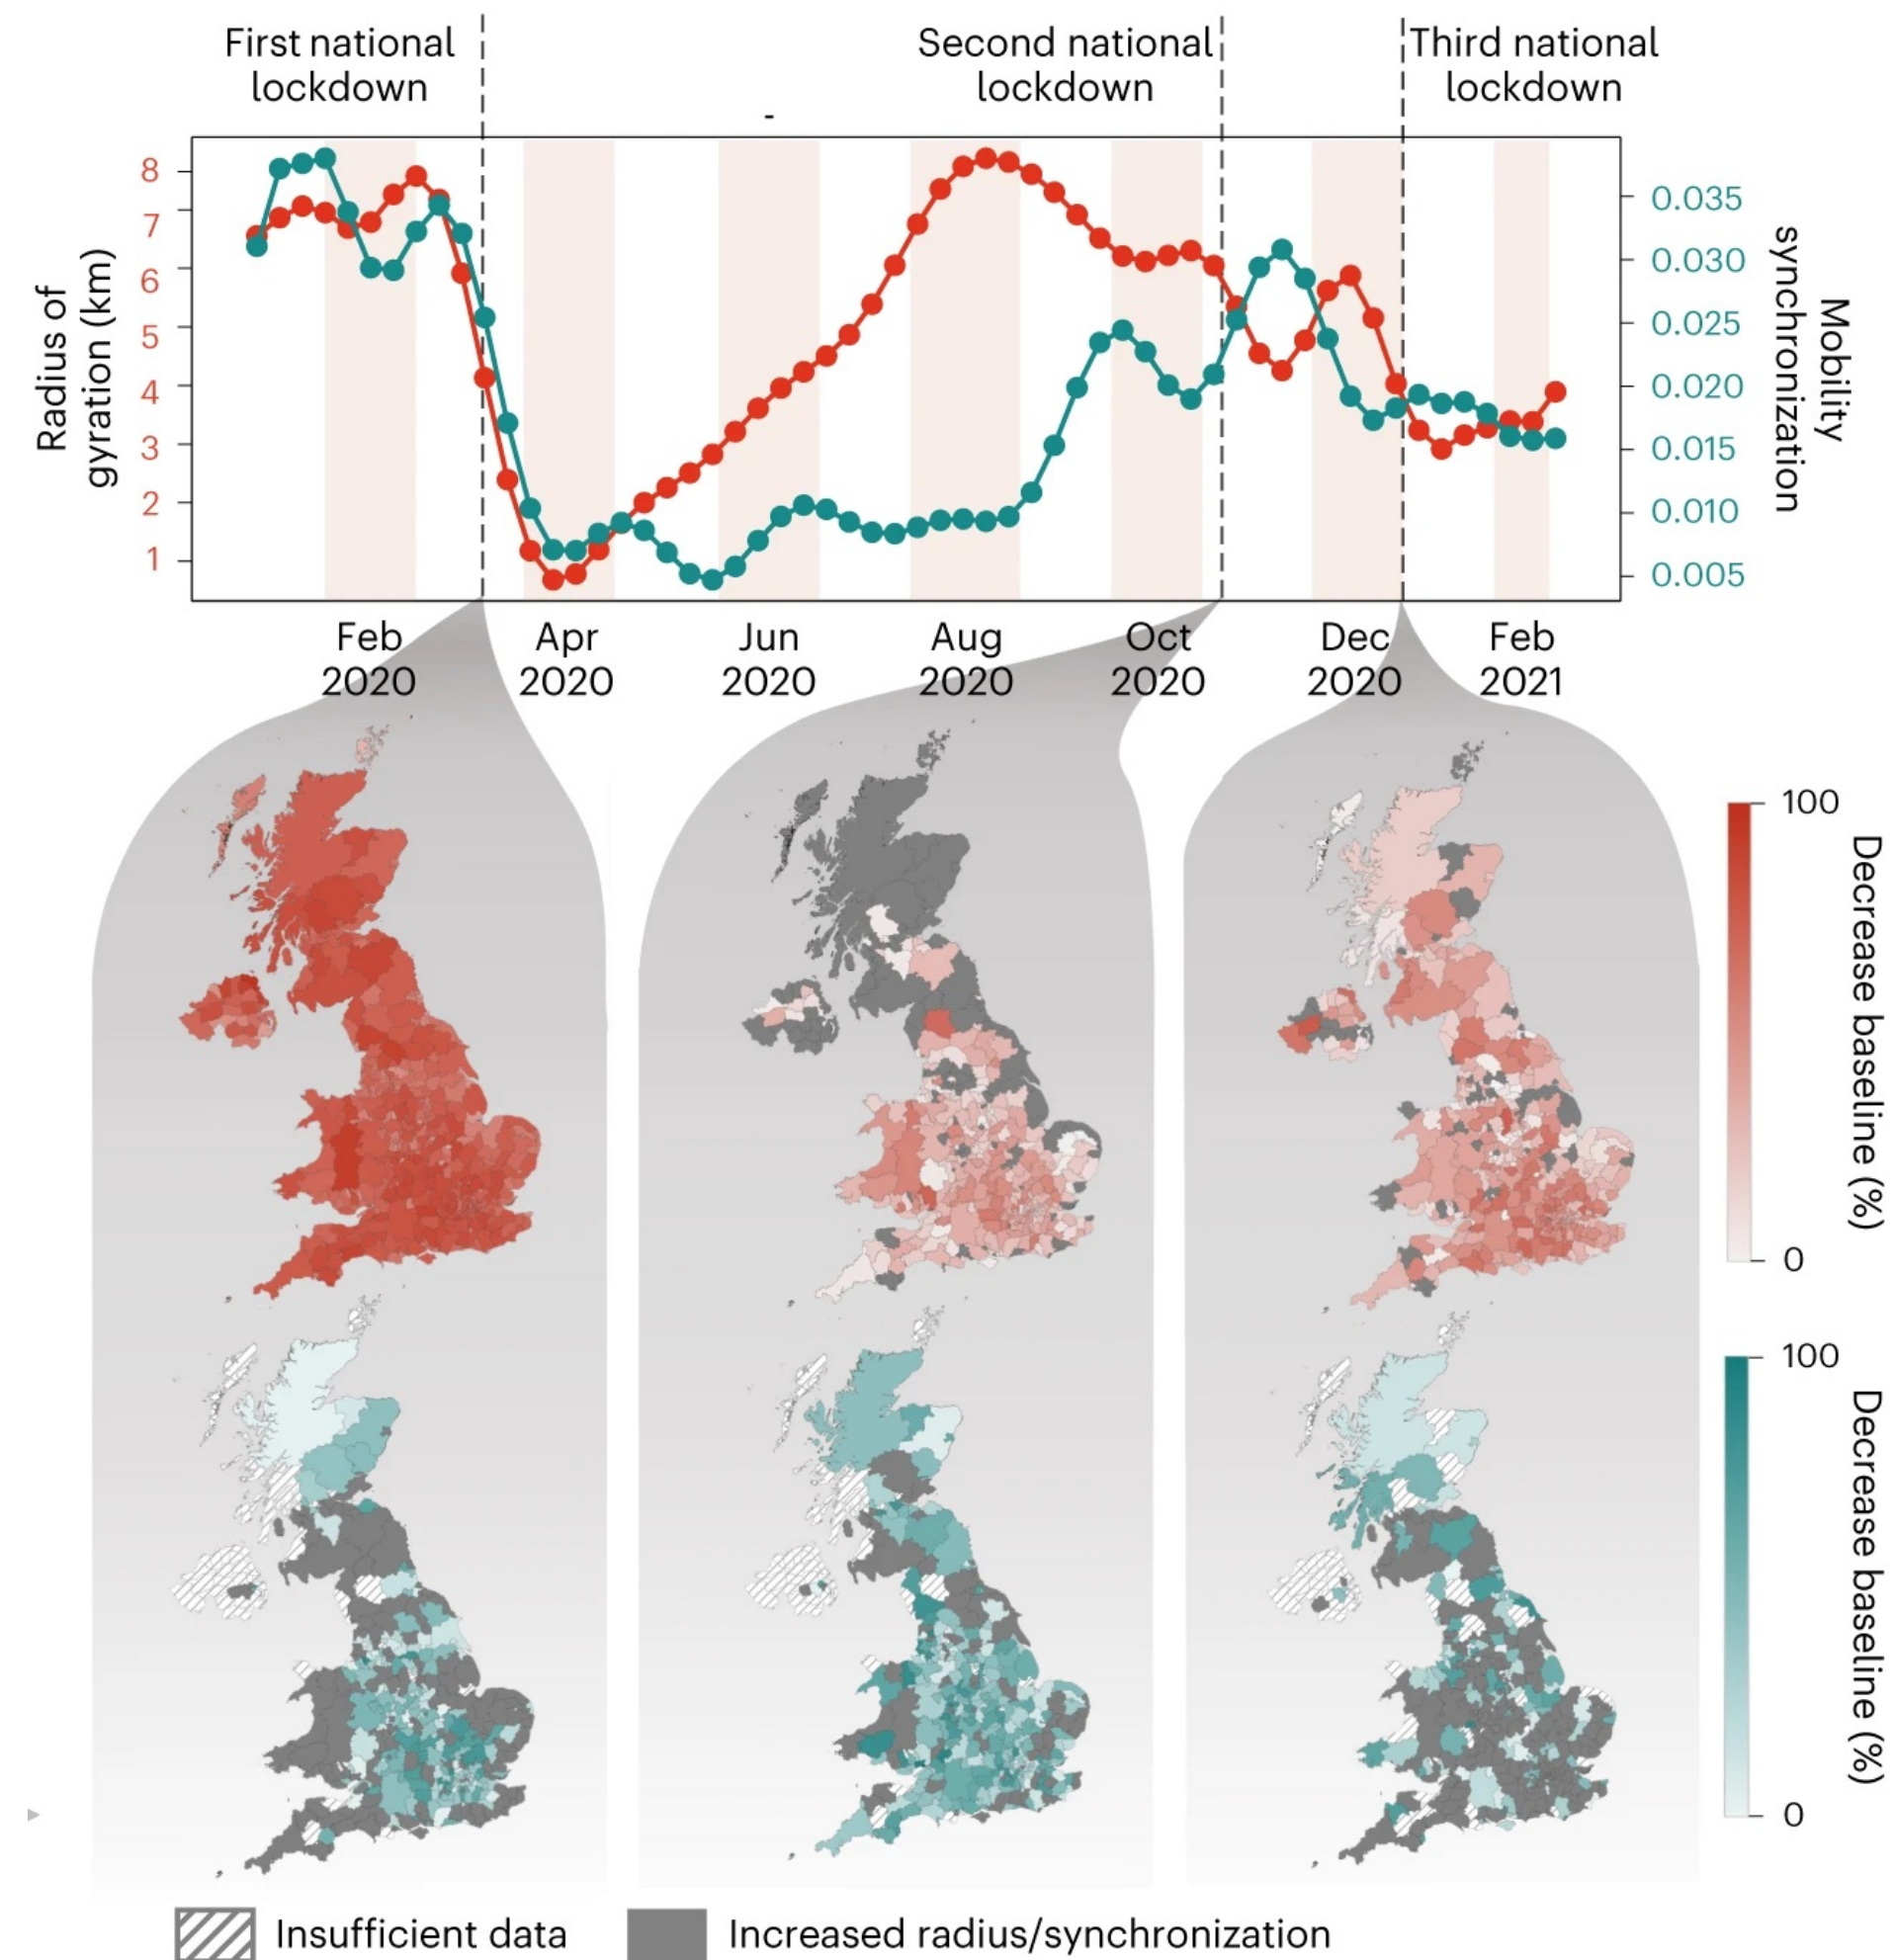 First national
lockdown
Second national
lockdown
Third national
lockdown
-
Radius of
gyration (km)
8
7
6
5
4
3
2
1
0.035
0.030
0.025
0.020
0.015
0.010
0.005
Mobility
synchronization
Feb
2020
Apr
2020
Jun
2020
Aug
2020
Oct
2020
Dec
2020
Feb
2021
100
Decrease baseline (%)
0
100
Decrease baseline (%)
0
Insufficient data
Increased radius/synchronization